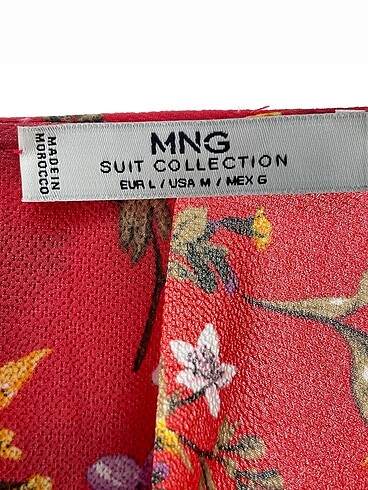 MADE IN
MOROCCO
MNG
SUIT COLLECTION
EUR L / USA M / MEX G